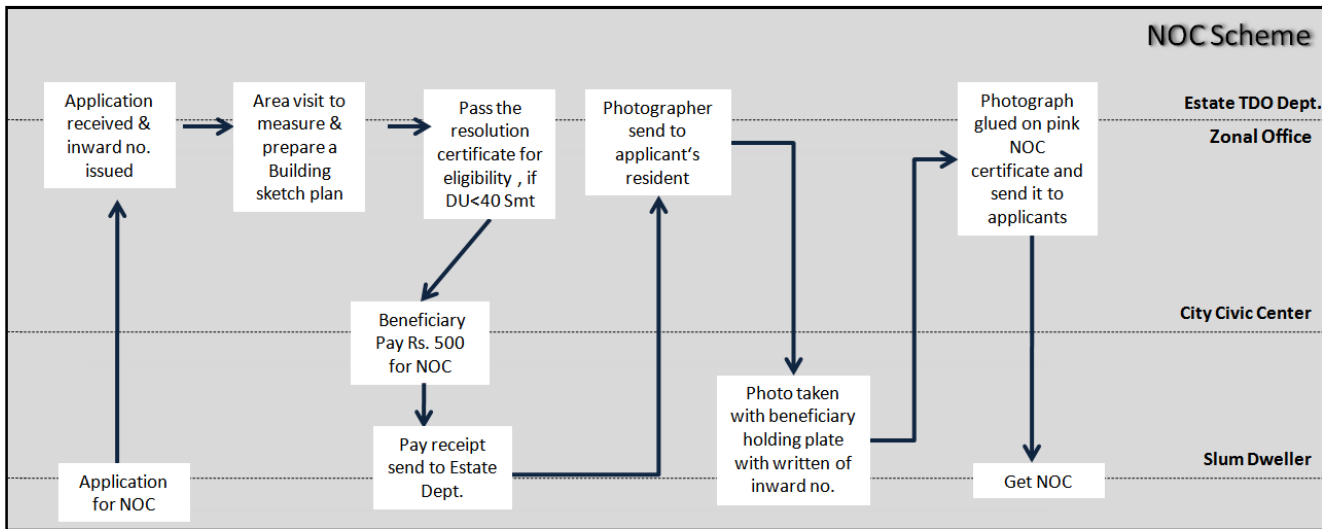 NOC Scheme
Application
received &
inward no.
issued
Area visit to
measure &
prepare a
Building
sketch plan
Pass the
resolution
certificate for
eligibility , if
DU<40 Smt
Photographer
send to
applicant's
resident
Photograph
glued on pink
NOC
certificate and
send it to
applicants
Estate TDO Dept.
Zonal Office
Beneficiary
Pay Rs. 500
for NOC
City Civic Center
Photo taken
with beneficiary
holding plate
with written of
inward no.
Pay receipt
send to Estate
Dept.
Application
for NOC
Get NOC
Slum Dweller